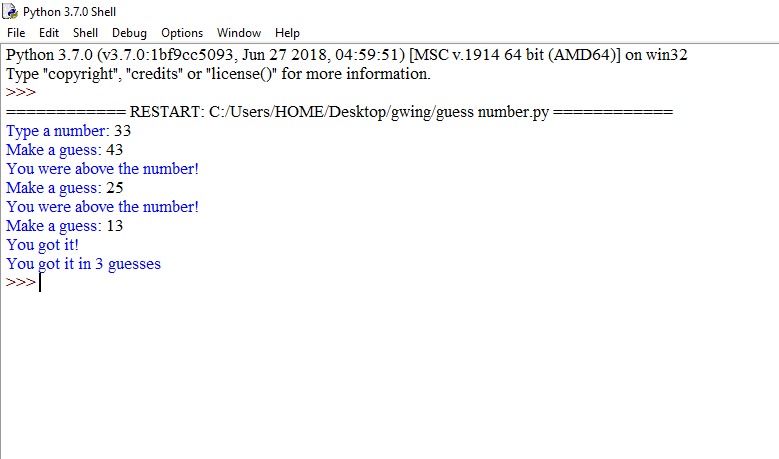 Python 3.7.0 Shell
File Edit Shell Debug Options Window Help
Python 3.7.0 (v3.7.0:1bf9cc5093, Jun 27 2018, 04:59:51) [MSC v.1914 64 bit (AMD64)] on win32
Type "copyright", "credits" or "license()" for more information.
>>>
============ RESTART: C:/Users/HOME/Desktop/gwing/guess number.py ============
Type a number: 33
Make a guess: 43
You were above the number!
Make a guess: 25
You were above the number!
Make a guess: 13
You got it!
You got it in 3 guesses
>>>